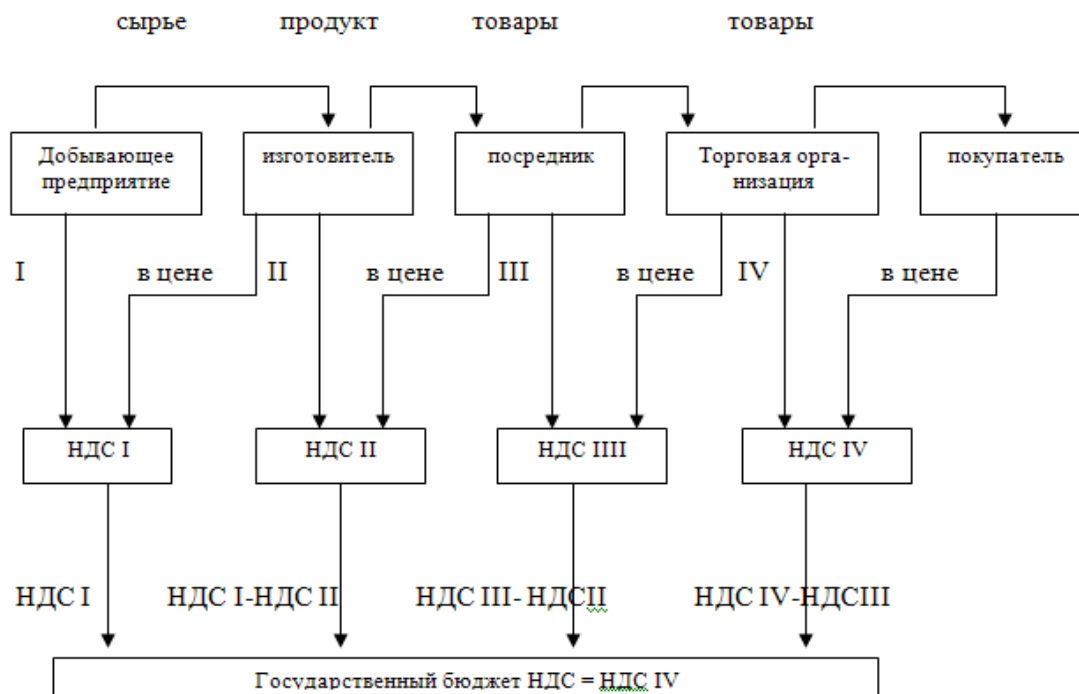 сырье продукт товары товары
Добывающее предприятие
изготовитель
посредник
Торговая орга-
низация
покупатель
I в цене II в цене III в цене IV в цене
НДС I НДС II НДС IIII НДС IV
НДС I НДС I-НДС II НДС III- НДСII НДС IV-НДСIII
Государственный бюджет НДС = НДС IV